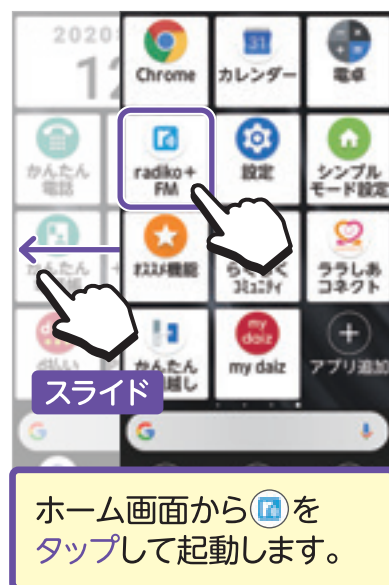 2020
12
Chrome
カレンダー
31
電卓
かんたん
電話
radiko+
FM
設定
シンプル
モード設定
かんたん
オススメ機能
らくらく
コミュニティ
ララしあ
コネクト
d払い
かんたん
my daiz
my daiz
アプリ追加
スライド
G
G
ホーム画面から を
タップして起動します。